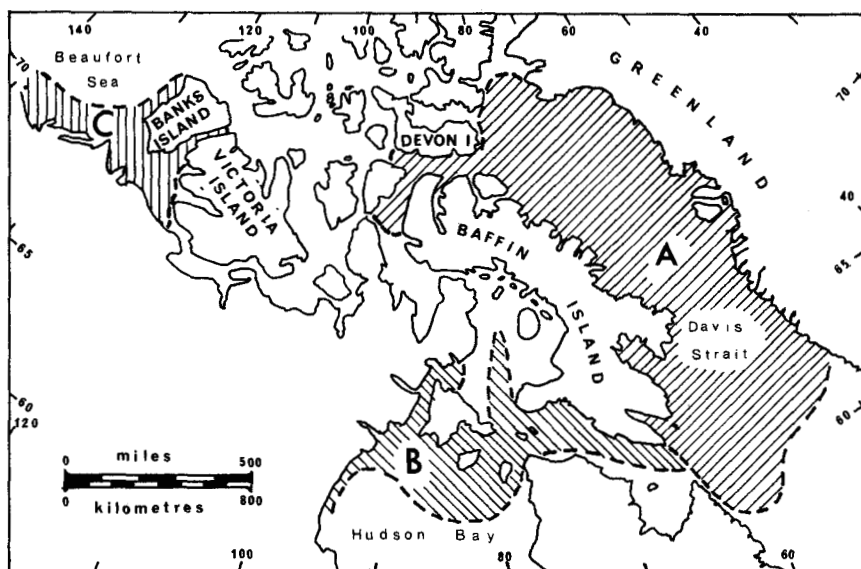 140
120
100
80
60
40
Beaufort
Sea
70
GREENLAND
BANKS
ISLAND
C
DEVON I
70
VICTORIA
ISLAND
40
BAFFIN
ISLAND
A
65
65
Davis
Strait
60
120
60
miles
0 500
0 800
kilometres
B
Hudson Bay
100
80
60